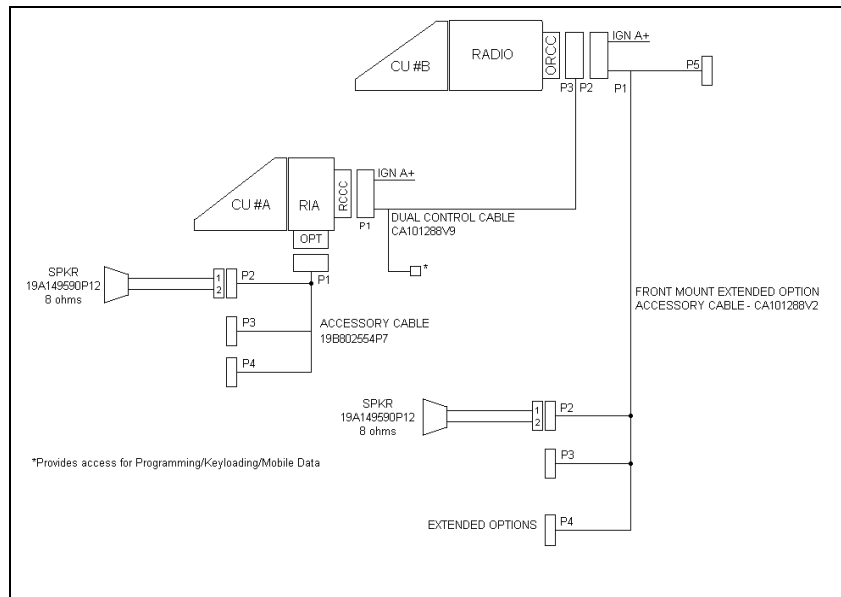 IGN A+
CU #B
RADIO
ORCC
P3
P2
P1
P5
CU #A
RIA
RCCC
IGN A+
P1
DUAL CONTROL CABLE
CA101288V9
OPT
*
SPKR
19A149590P12
8 ohms
1
2
P2
P1
P3
ACCESSORY CABLE
19B802554P7
P4
FRONT MOUNT EXTENDED OPTION
ACCESSORY CABLE - CA101288V2
SPKR
19A149590P12
8 ohms
1
2
P2
P3
*Provides access for Programming/Keyloading/Mobile Data
EXTENDED OPTIONS
P4